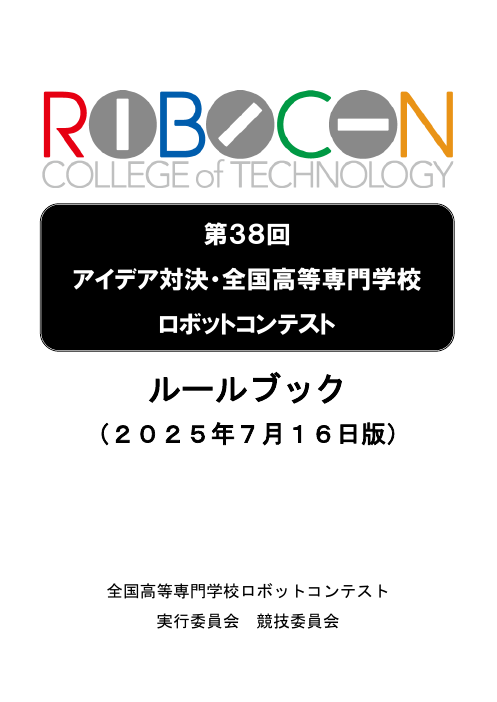 ROBOCON
COLLEGE of TECHNOLOGY
第38回
アイデア対決・全国高等専門学校
ロボットコンテスト
ルールブック
（２０２５年７月１６日版）
全国高等専門学校ロボットコンテスト
実行委員会　競技委員会